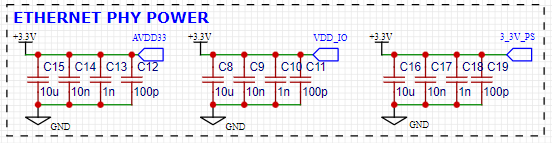 ETHERNET PHY POWER
+3.3V AVDD33 +3.3V VDD_IO +3.3V 3_3V_PS
C15 C14 C13 C12 C8 C9 C10 C11 C16 C17 C18 C19
10u 10n 1n 100p 10u 10n 1n 100p 10u 10n 1n 100p
GND GND GND